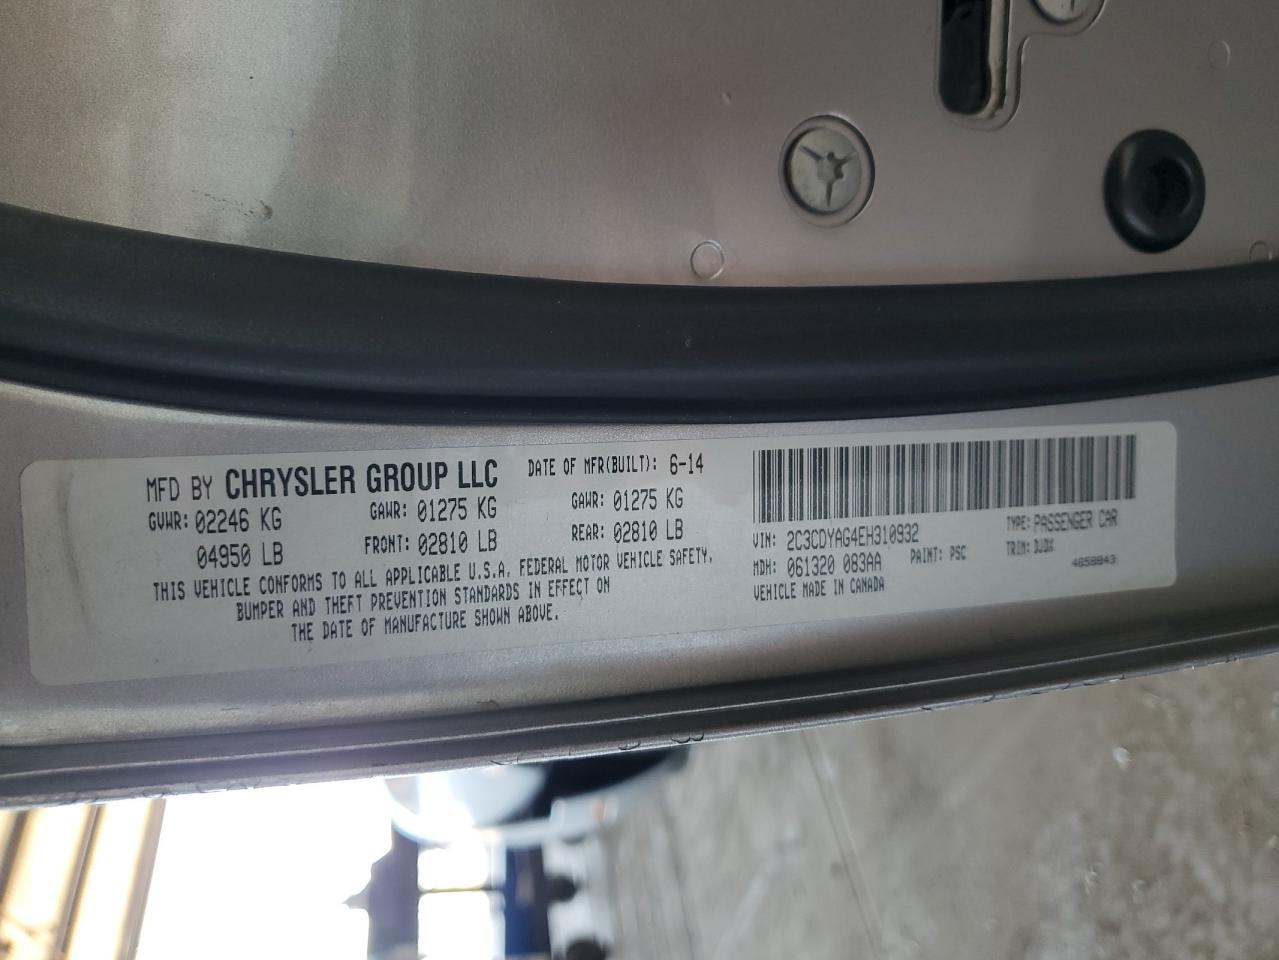 MFD BY CHRYSLER GROUP LLC DATE OF MFR(BUILT): 6-14
GVWR: 02246 KG GAWR: 01275 KG GAWR: 01275 KG
04950 LB FRONT: 02810 LB REAR: 02810 LB
THIS VEHICLE CONFORMS TO ALL APPLICABLE U.S.A. FEDERAL MOTOR VEHICLE SAFETY,
BUMPER AND THEFT PREVENTION STANDARDS IN EFFECT ON
THE DATE OF MANUFACTURE SHOWN ABOVE.
VIN: 2C3CDYAG4EH310932 TYPE: PASSENGER CAR
MDH: 061320 083AA PAINT: PSC TRIM: DJDX
VEHICLE MADE IN CANADA 4658843